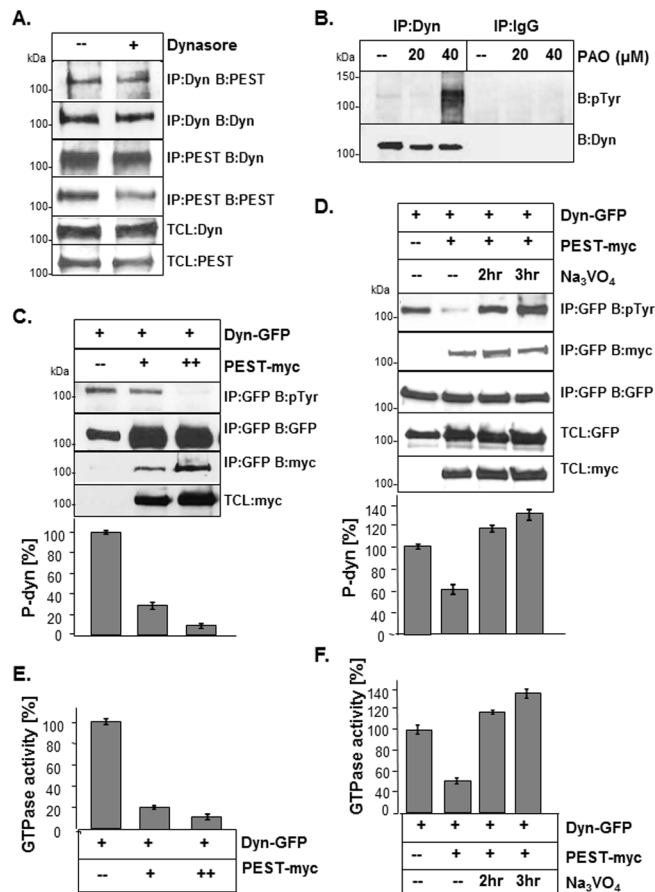 A.
-- + Dynasore
kDa
100 IP:Dyn B:PEST
100 IP:Dyn B:Dyn
100 IP:PEST B:Dyn
100 IP:PEST B:PEST
100 TCL:Dyn
100 TCL:PEST
B.
IP:Dyn IP:IgG
-- 20 40 -- 20 40 PAO (µM)
kDa
150
100 B:pTyr
100 B:Dyn
C.
+ + + Dyn-GFP
-- + ++ PEST-myc
kDa
100 IP:GFP B:pTyr
100 IP:GFP B:GFP
100 IP:GFP B:myc
100 TCL:myc
P-dyn [%]
100
80
60
40
20
0
D.
+ + + + Dyn-GFP
-- + + + PEST-myc
-- -- 2hr 3hr Na₃VO₄
kDa
100 IP:GFP B:pTyr
100 IP:GFP B:myc
100 IP:GFP B:GFP
100 TCL:GFP
100 TCL:myc
P-dyn [%]
140
120
100
80
60
40
20
0
E.
GTPase activity [%]
100
80
60
40
20
0
+ + + Dyn-GFP
-- + ++ PEST-myc
F.
GTPase activity [%]
140
120
100
80
60
40
20
0
+ + + + Dyn-GFP
-- + + + PEST-myc
-- -- 2hr 3hr Na₃VO₄